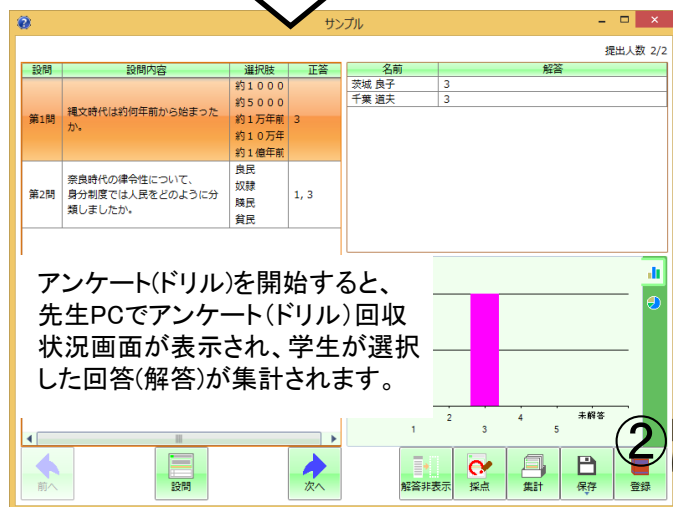 サンプル
提出人数 2/2
設問 設問内容 選択肢 正答
第1問 縄文時代は約何年前から始まった
か。
約１０００
約５０００
約１万年前
約１０万年
約１億年前
3
第2問 奈良時代の律令性について、
身分制度では人民をどのように分
類しましたか。
良民
奴隷
賎民
貧民
1, 3
名前 解答
茨城 良子 3
千葉 道夫 3
アンケート(ドリル)を開始すると、
先生PCでアンケート(ドリル)回収
状況画面が表示され、学生が選択
した回答(解答)が集計されます。
1 2 3 4 5 未解答
②
前へ 設問 次へ 解答非表示 採点 集計 保存 登録